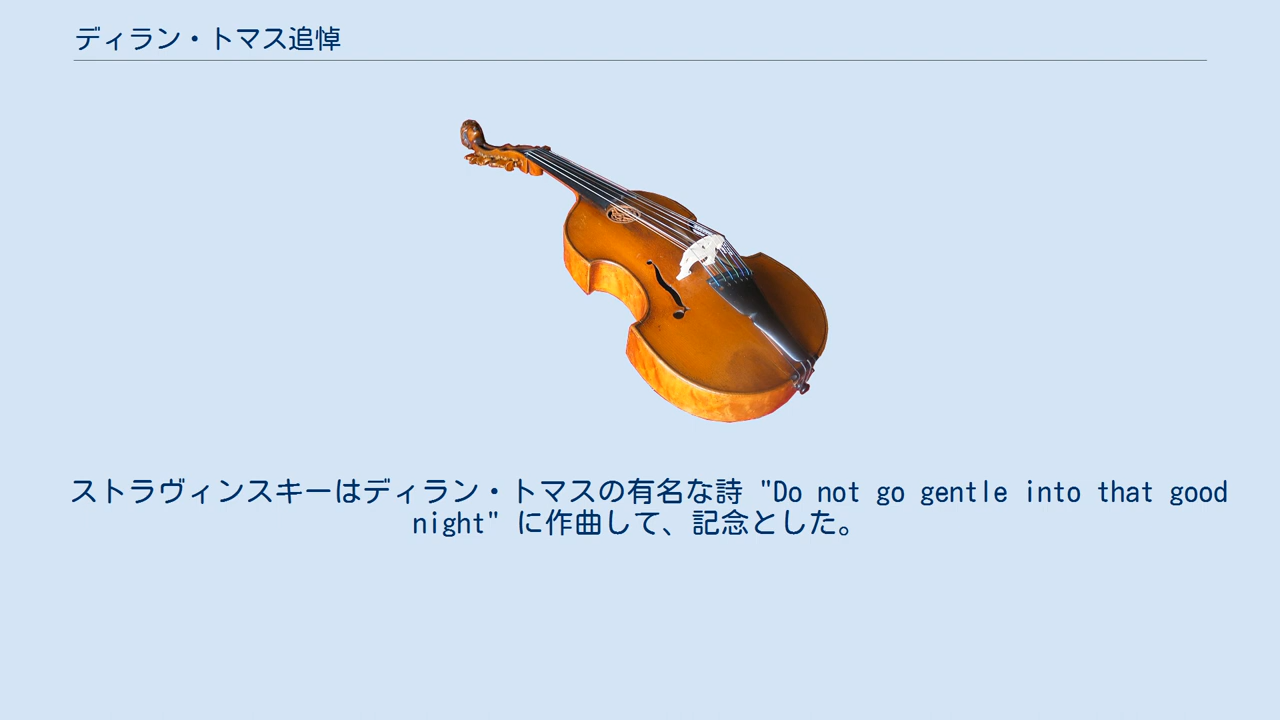 ディラン・トマス追悼
ストラヴィンスキーはディラン・トマスの有名な詩 "Do not go gentle into that good
night" に作曲して、記念とした。